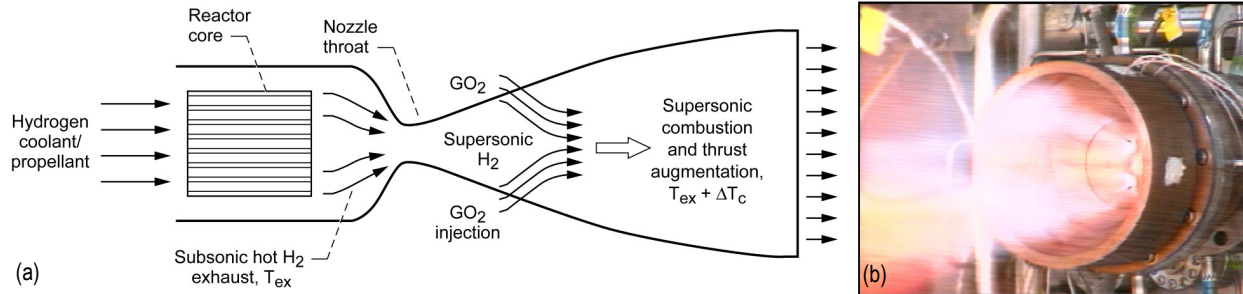 Reactor
core
Nozzle
throat
Hydrogen
coolant/
propellant
GO2
Supersonic
H2
GO2
injection
Supersonic
combustion
and thrust
augmentation,
Tex + ΔTc
Subsonic hot H2
exhaust, Tex
(a)
(b)